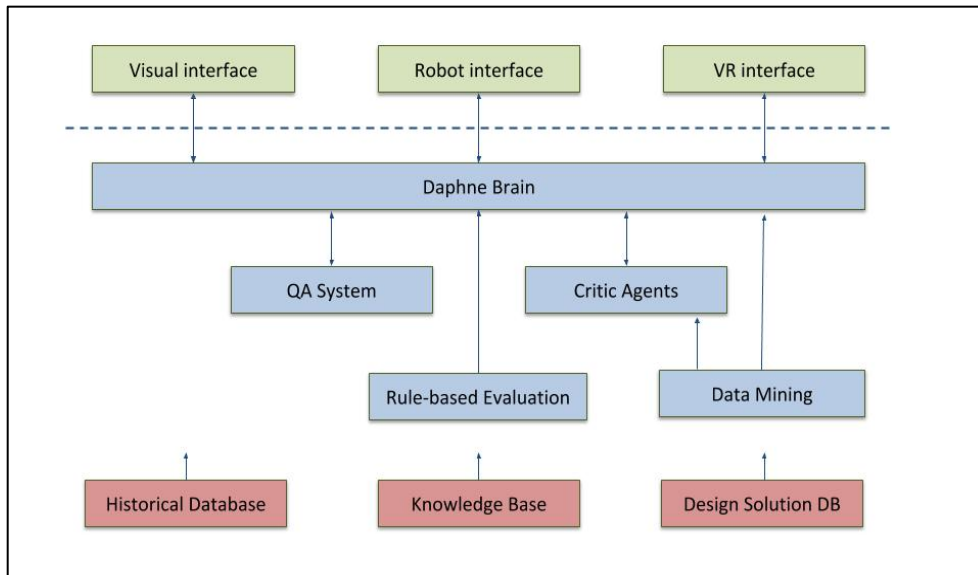 Visual interface
Robot interface
VR interface
Daphne Brain
QA System
Critic Agents
Rule-based Evaluation
Data Mining
Historical Database
Knowledge Base
Design Solution DB